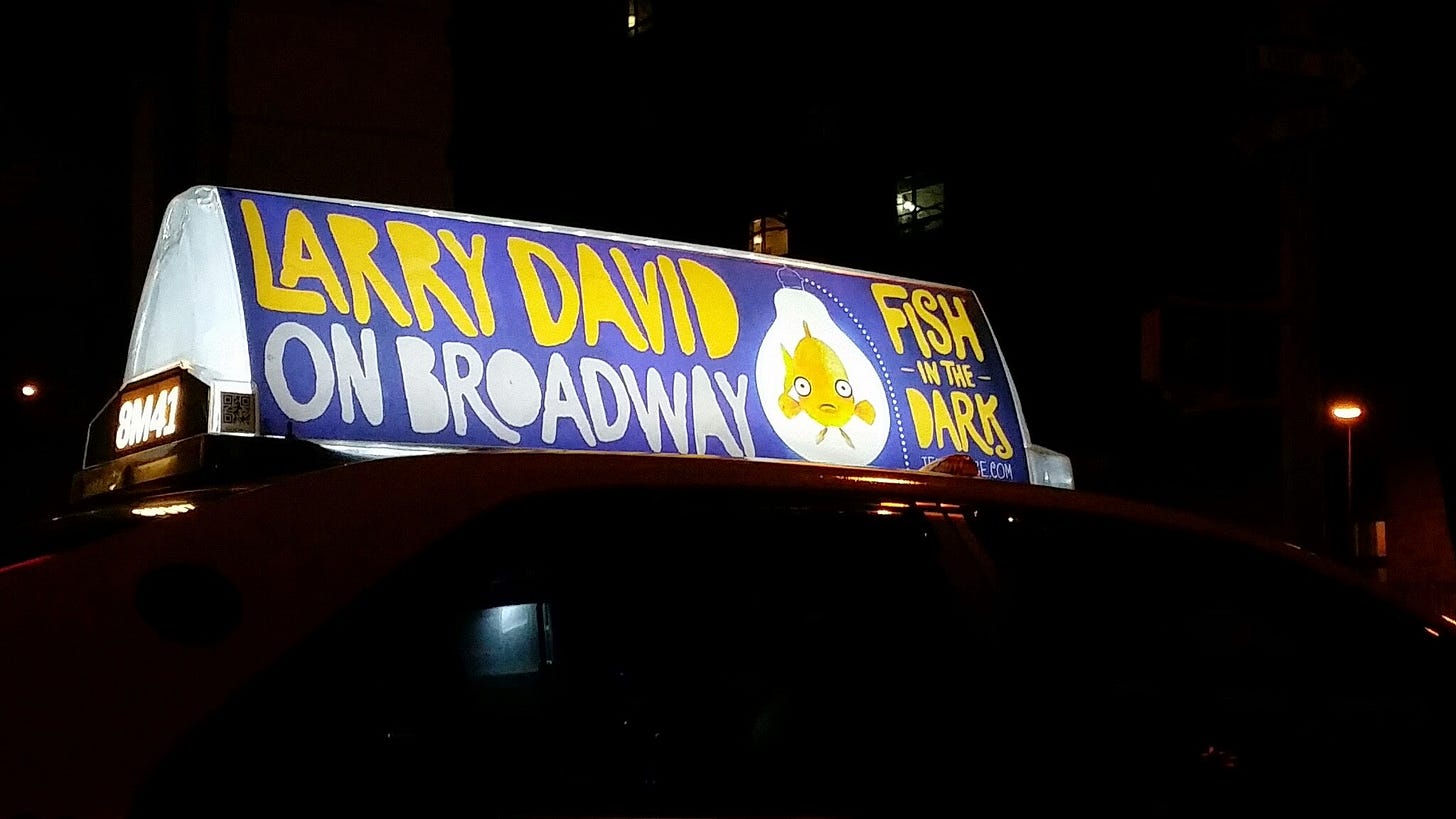 LARRY DAVID
ON BROADWAY
FISH
- IN THE -
DARK
8M41